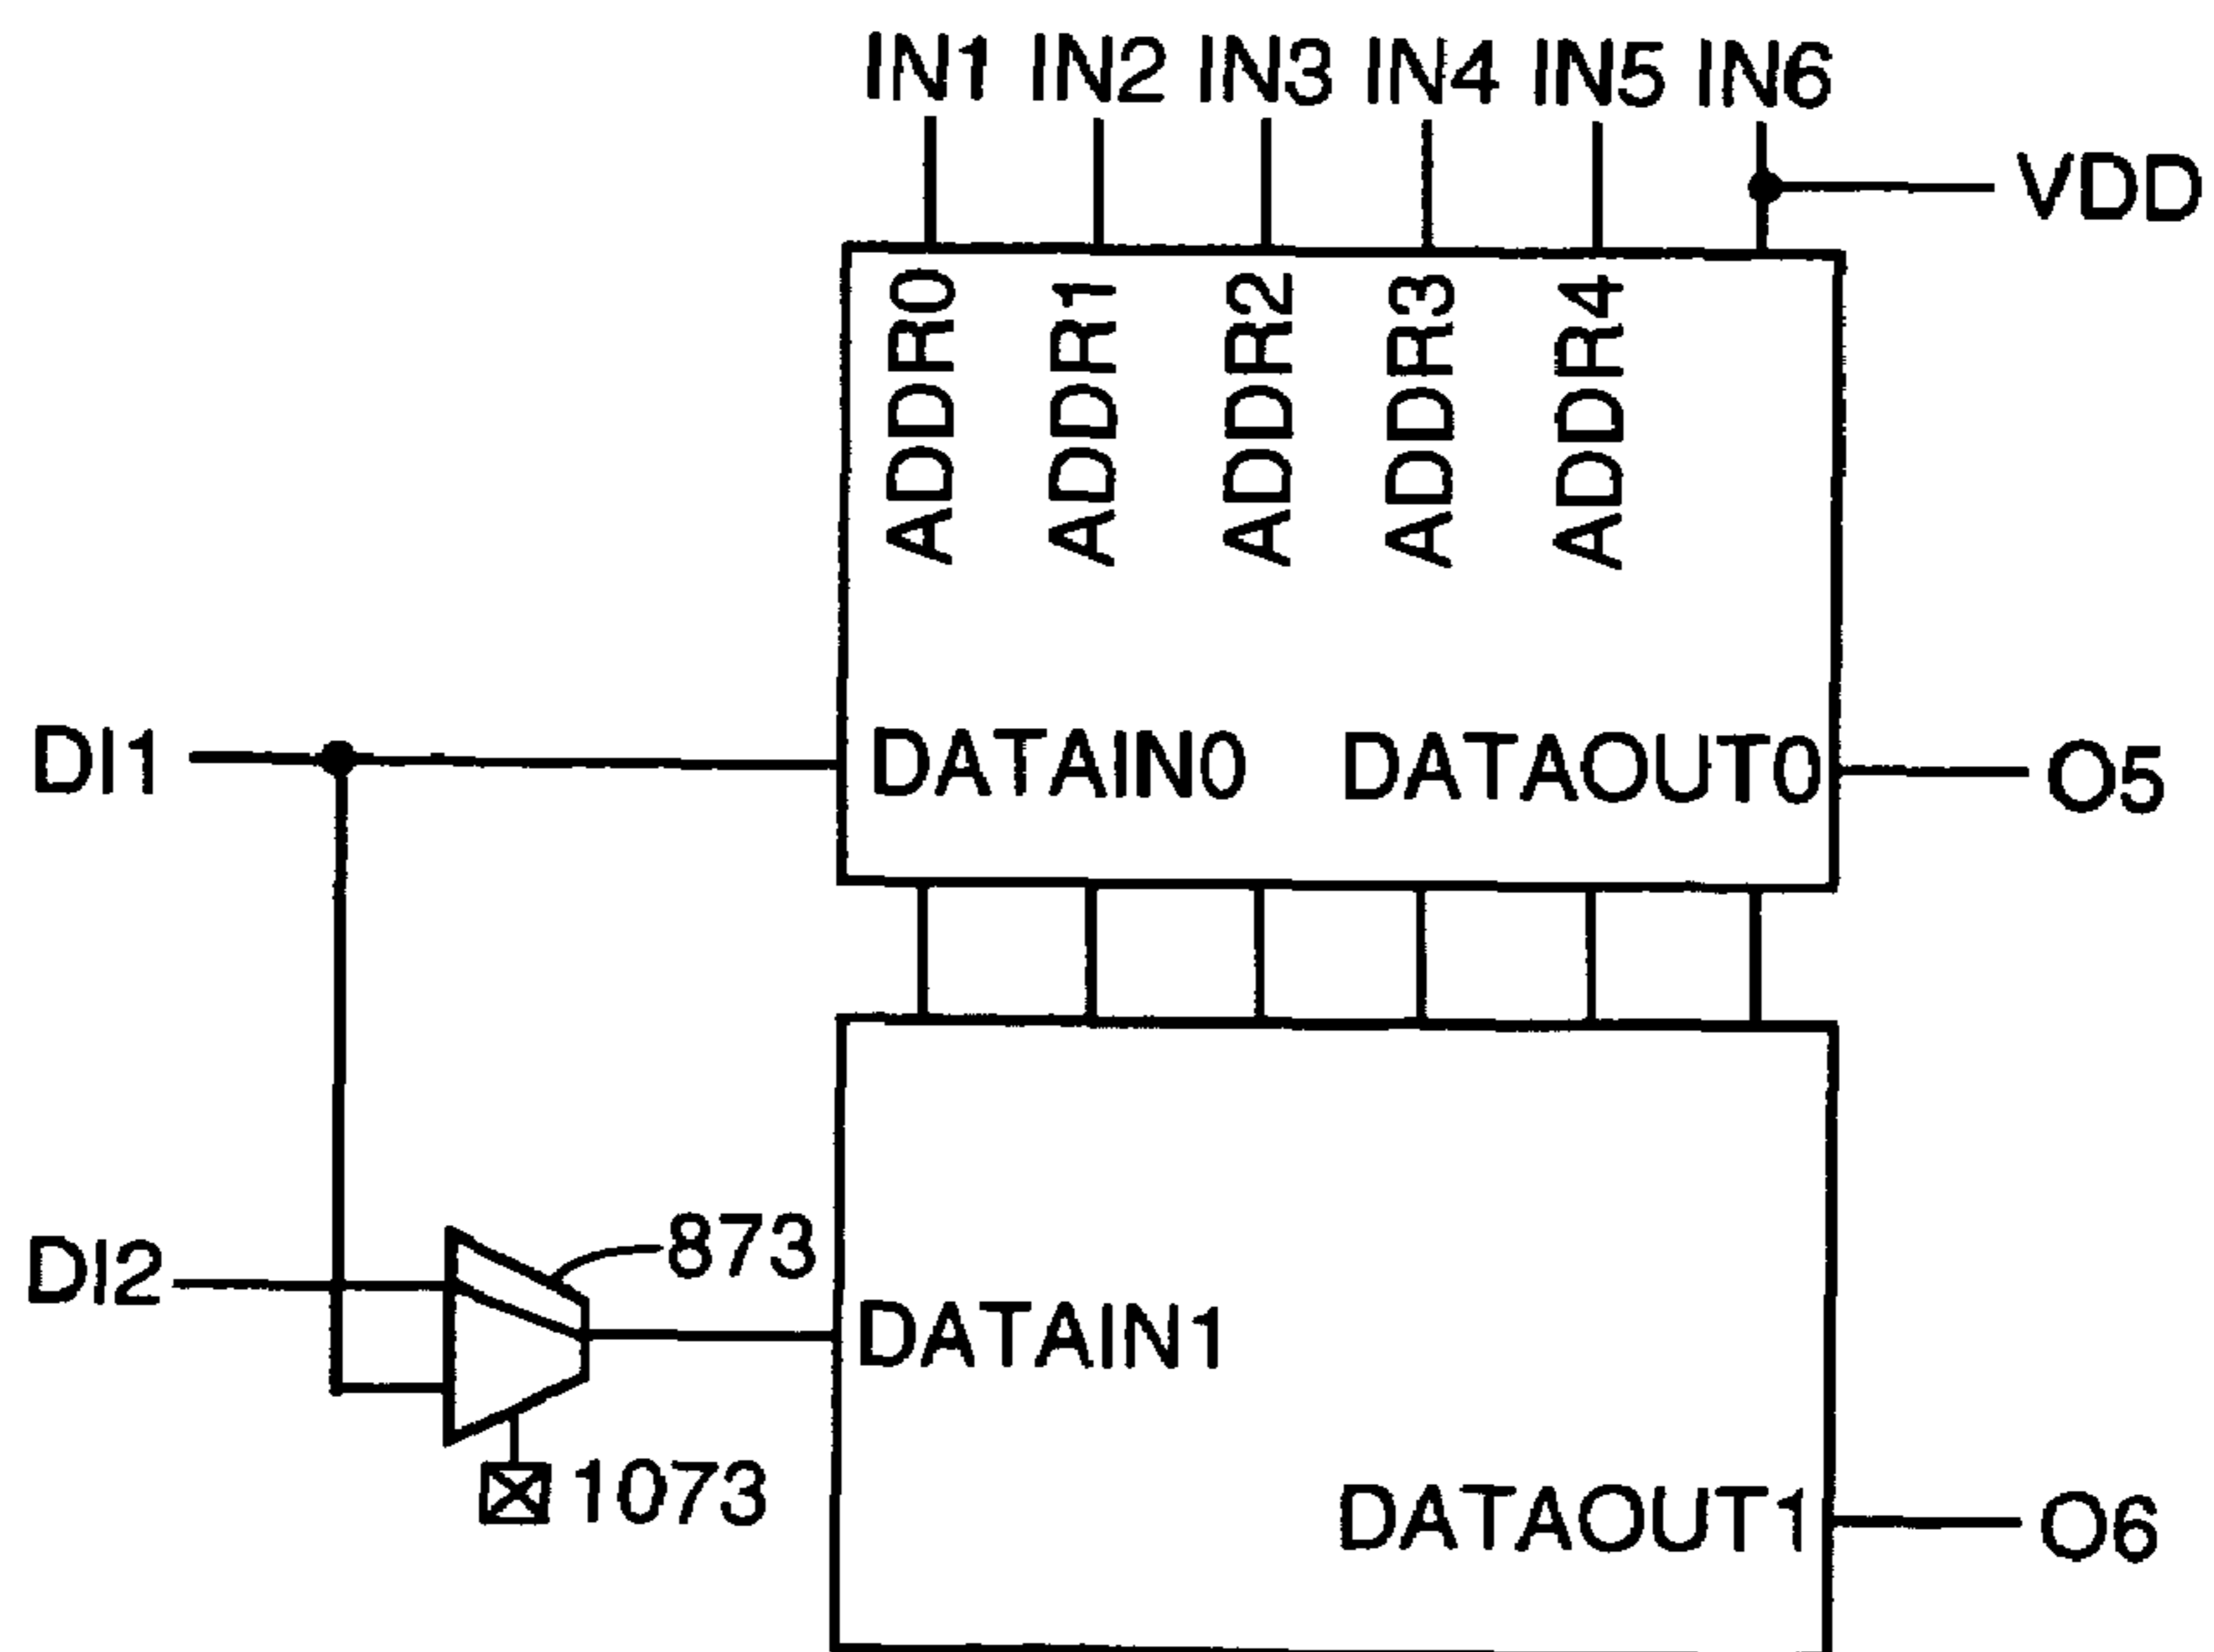 IN1 IN2 IN3 IN4 IN5 IN6
VDD
ADDR0
ADDR1
ADDR2
ADDR3
ADDR4
DI1
DATAIN0
DATAOUT0
O5
DI2
873
DATAIN1
1073
DATAOUT1
O6